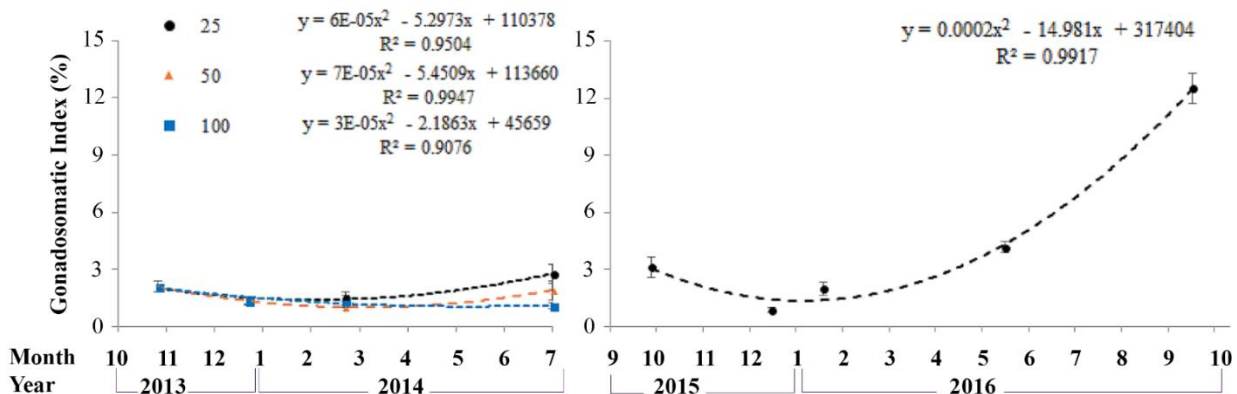 25
y = 6E-05x² - 5.2973x + 110378
R² = 0.9504
50
y = 7E-05x² - 5.4509x + 113660
R² = 0.9947
100
y = 3E-05x² - 2.1863x + 45659
R² = 0.9076
y = 0.0002x² - 14.981x + 317404
R² = 0.9917
Gonadosomatic Index (%)
15
12
9
6
3
0
15
12
9
6
3
0
Month 10 11 12 1 2 3 4 5 6 7 9 10 11 12 1 2 3 4 5 6 7 8 9 10
Year 2013 2014 2015 2016